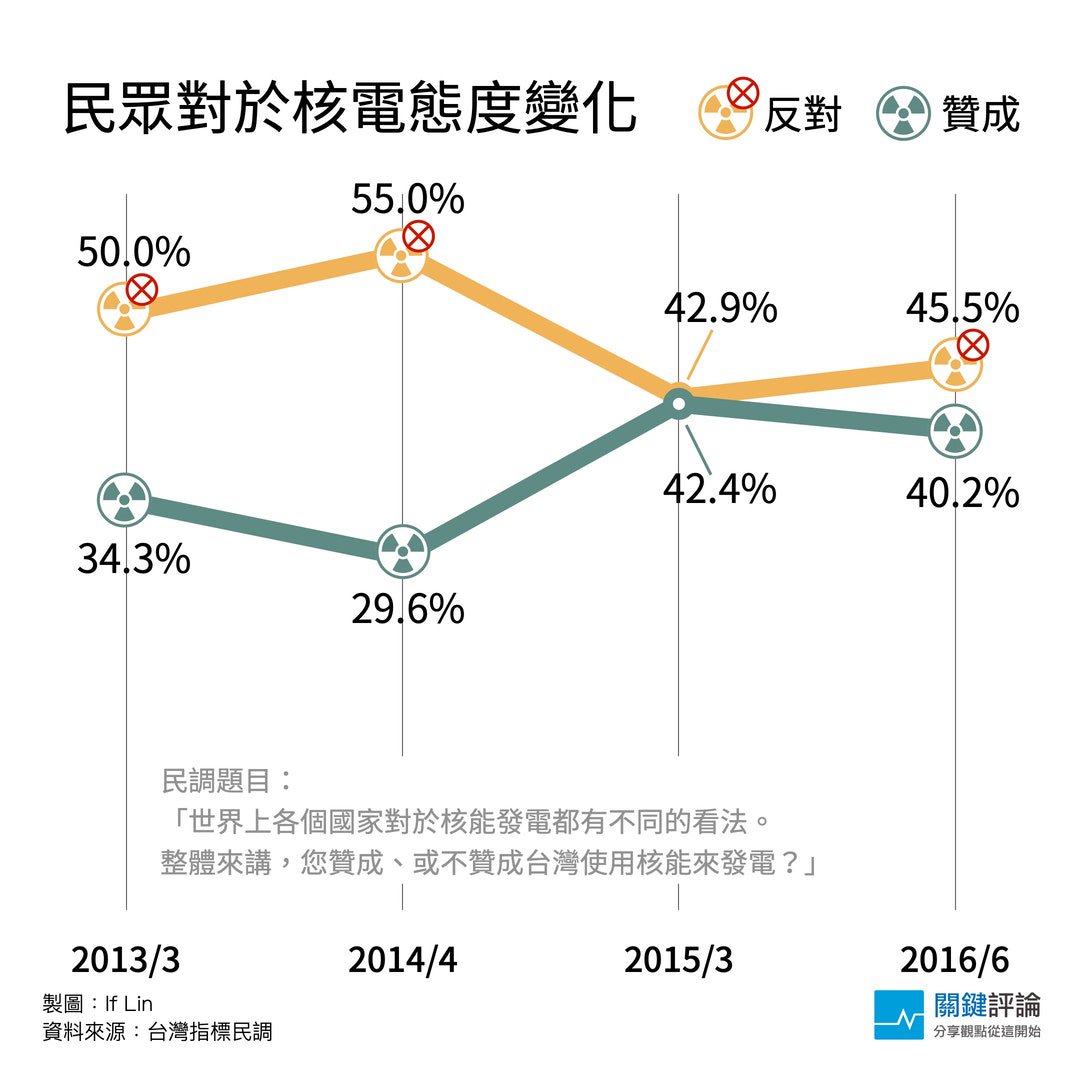 民眾對於核電態度變化
反對
贊成
55.0%
50.0%
42.9%
45.5%
42.4%
40.2%
34.3%
29.6%
民調題目：
「世界上各個國家對於核能發電都有不同的看法。
整體來講，您贊成、或不贊成台灣使用核能來發電？」
2013/3
2014/4
2015/3
2016/6
製圖：If Lin
資料來源：台灣指標民調
關鍵評論
分享觀點從這開始